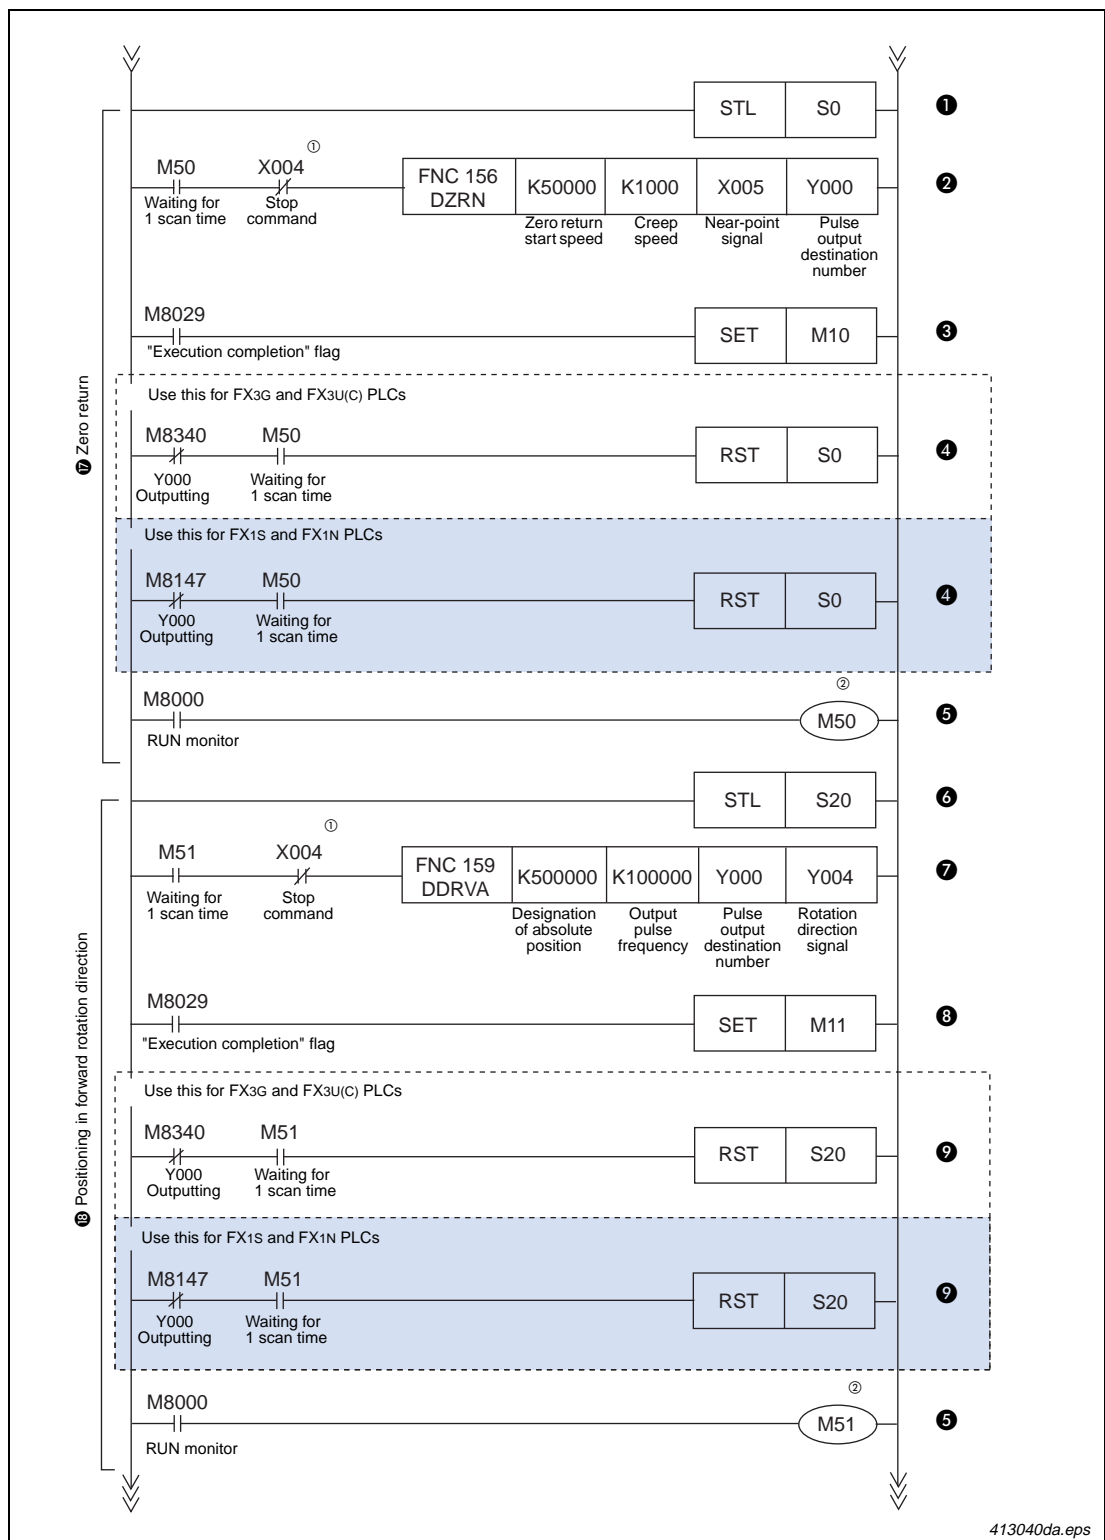 STL S0 ❶
①
M50 X004 FNC 156 DZRN K50000 K1000 X005 Y000 ❷
Waiting for 1 scan time
Stop command
Zero return start speed
Creep speed
Near-point signal
Pulse output destination number
M8029 SET M10 ❸
"Execution completion" flag
Use this for FX3G and FX3U(C) PLCs
M8340 M50 RST S0 ❹
Y000 Outputting
Waiting for 1 scan time
⓱ Zero return
Use this for FX1S and FX1N PLCs
M8147 M50 RST S0 ❹
Y000 Outputting
Waiting for 1 scan time
②
M8000 M50 ❺
RUN monitor
STL S20 ❻
①
M51 X004 FNC 159 DDRVA K500000 K100000 Y000 Y004 ❼
Waiting for 1 scan time
Stop command
Designation of absolute position
Output pulse frequency
Pulse output destination number
Rotation direction signal
M8029 SET M11 ❽
"Execution completion" flag
⓲ Positioning in forward rotation direction
Use this for FX3G and FX3U(C) PLCs
M8340 M51 RST S20 ❾
Y000 Outputting
Waiting for 1 scan time
Use this for FX1S and FX1N PLCs
M8147 M51 RST S20 ❾
Y000 Outputting
Waiting for 1 scan time
②
M8000 M51 ❺
RUN monitor
413040da.eps